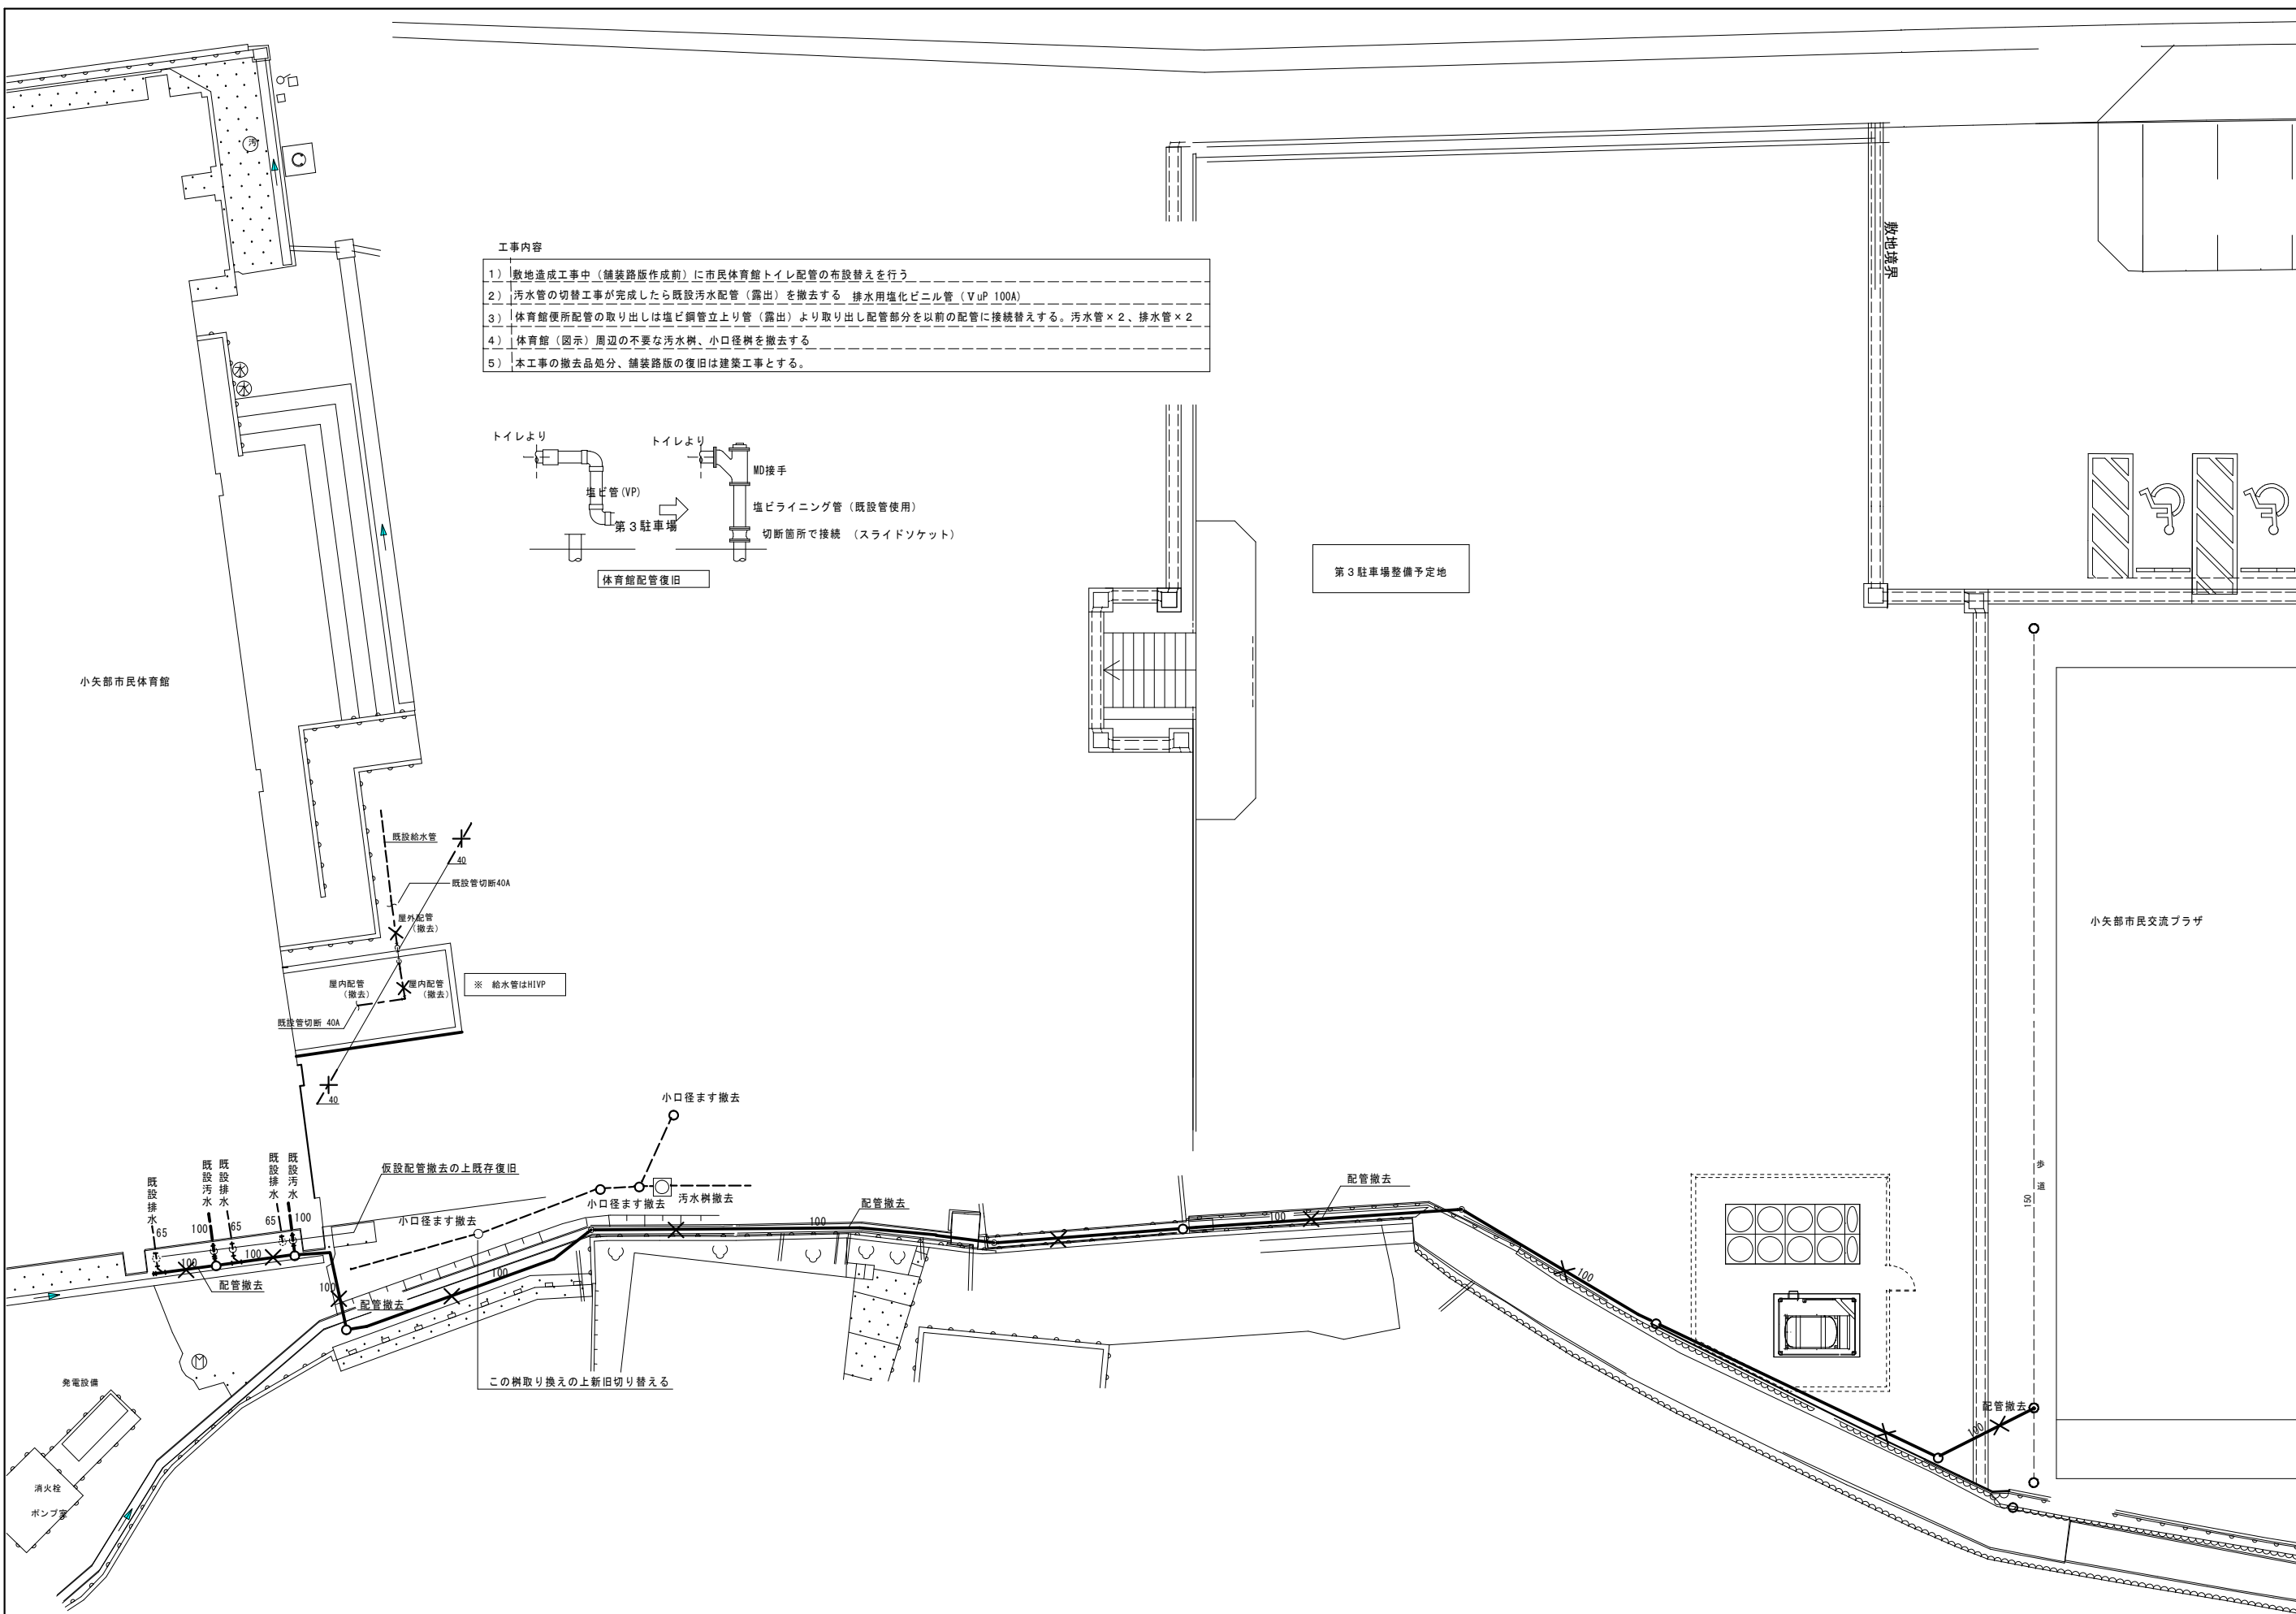 汚
工事内容
1） 敷地造成工事中（舗装路版作成前）に市民体育館トイレ配管の布設替えを行う
2） 汚水管の切替工事が完成したら既設汚水配管（露出）を撤去する 排水用塩化ビニル管（VuP 100A）
3） 体育館便所配管の取り出しは塩ビ鋼管立上り管（露出）より取り出し配管部分を以前の配管に接続替えする。汚水管×2、排水管×2
4） 体育館（図示）周辺の不要な汚水桝、小口径桝を撤去する
5） 本工事の撤去品処分、舗装路版の復旧は建築工事とする。
敷地境界
トイレより
トイレより
MD接手
塩ビ管(VP)
塩ビライニング管（既設管使用）
第3駐車場
切断箇所で接続 （スライドソケット）
体育館配管復旧
第3駐車場整備予定地
小矢部市民体育館
小矢部市民交流プラザ
既設給水管
40
既設管切断40A
屋外配管
（撤去）
屋内配管
（撤去）
屋内配管
（撤去）
※ 給水管はHIVP
既設管切断 40A
40
小口径ます撤去
既設排水
既設汚水
既設排水
既設排水
既設汚水
仮設配管撤去の上既存復旧
小口径ます撤去
小口径ます撤去
汚水桝撤去
配管撤去
配管撤去
65
100
65
65
100
100
100
100
100
100
100
配管撤去
100
配管撤去
100
この桝取り換えの上新旧切り替える
歩道
150
配管撤去
100
M
発電設備
消火栓
ポンプ室